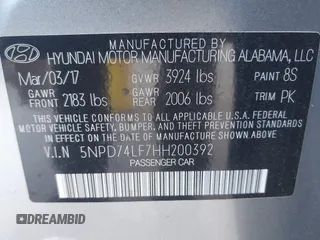 MANUFACTURED BY
HYUNDAI MOTOR MANUFACTURING ALABAMA, LLC
Mar/03/17 GVWR 3924 lbs PAINT 8S
GAWR FRONT 2183 lbs GAWR REAR 2006 lbs TRIM PK
THIS VEHICLE CONFORMS TO ALL APPLICABLE U.S. FEDERAL
MOTOR VEHICLE SAFETY, BUMPER, AND THEFT PREVENTION
STANDARDS IN EFFECT ON THE DATE OF MANUFACTURE SHOWN ABOVE.
V.I.N 5NPD74LF7HH200392
PASSENGER CAR
DREAMBID